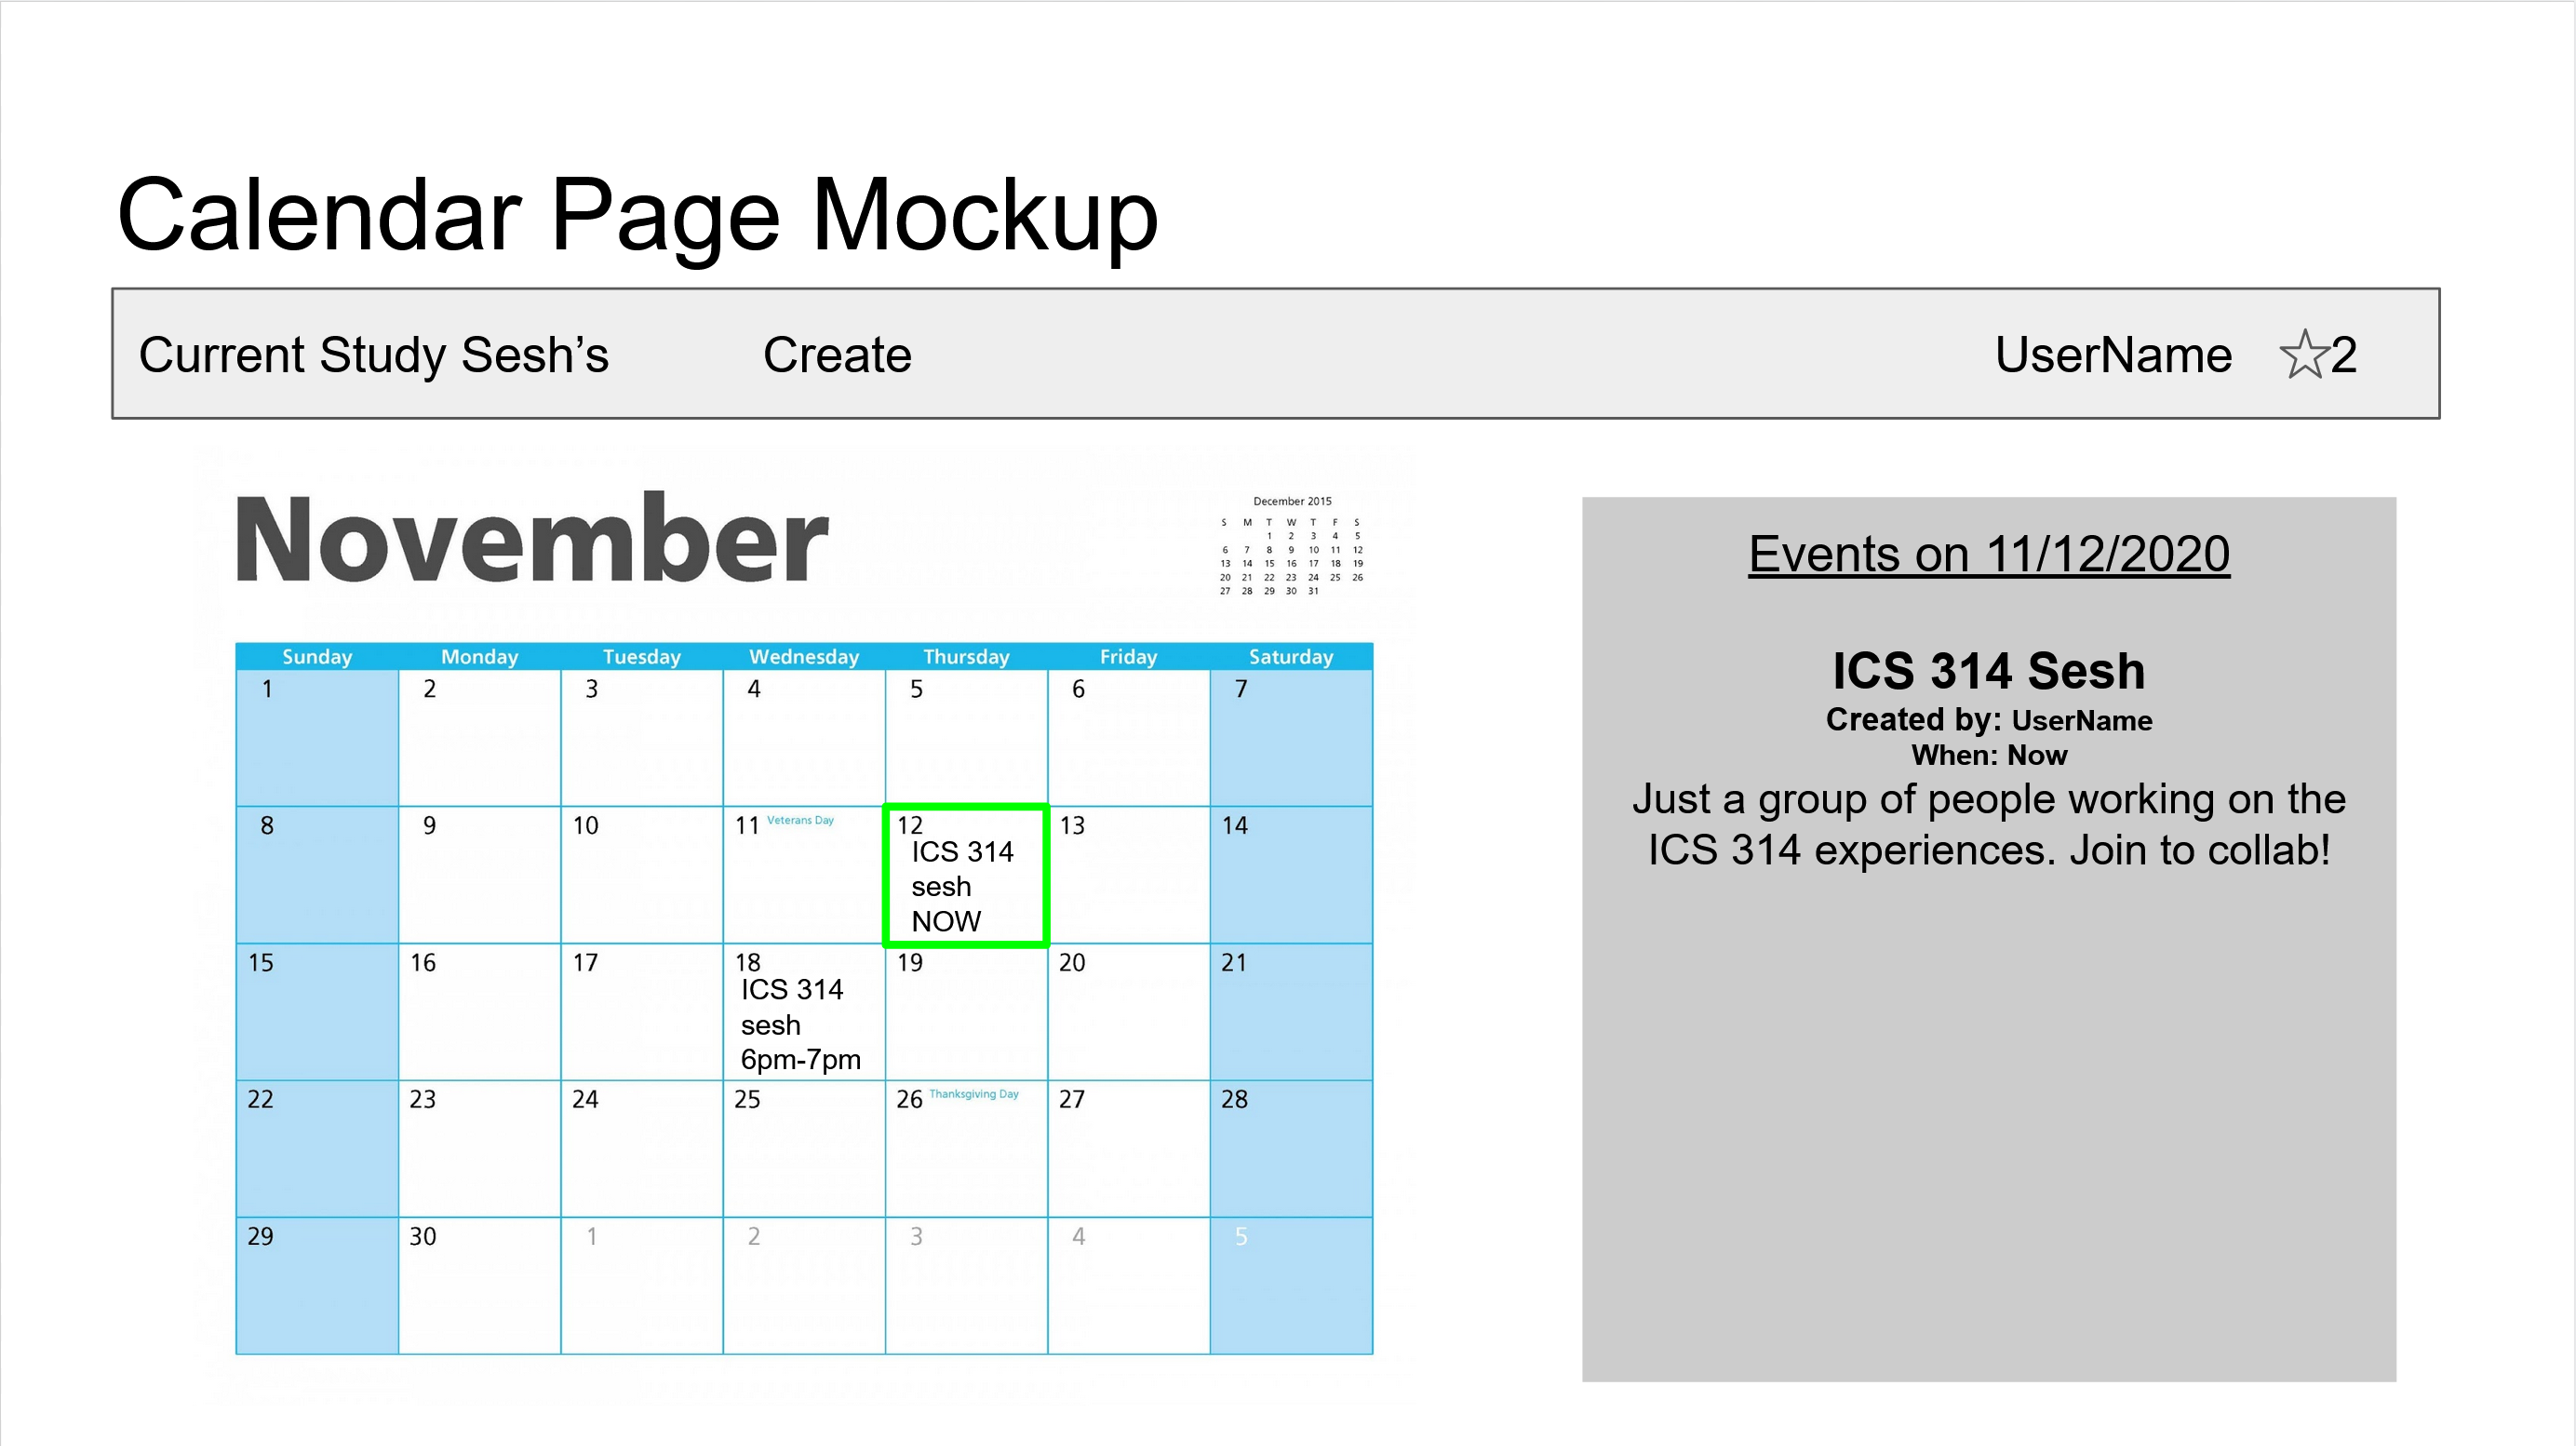 Calendar Page Mockup
Current Study Sesh’s Create UserName ☆2
November
December 2015
S M T W T F S
1 2 3 4 5
6 7 8 9 10 11 12
13 14 15 16 17 18 19
20 21 22 23 24 25 26
27 28 29 30 31
Sunday Monday Tuesday Wednesday Thursday Friday Saturday
1 2 3 4 5 6 7
8 9 10 11 Veterans Day 12 13 14
ICS 314
sesh
NOW
15 16 17 18 19 20 21
ICS 314
sesh
6pm-7pm
22 23 24 25 26 Thanksgiving Day 27 28
29 30 1 2 3 4 5
Events on 11/12/2020
ICS 314 Sesh
Created by: UserName
When: Now
Just a group of people working on the
ICS 314 experiences. Join to collab!